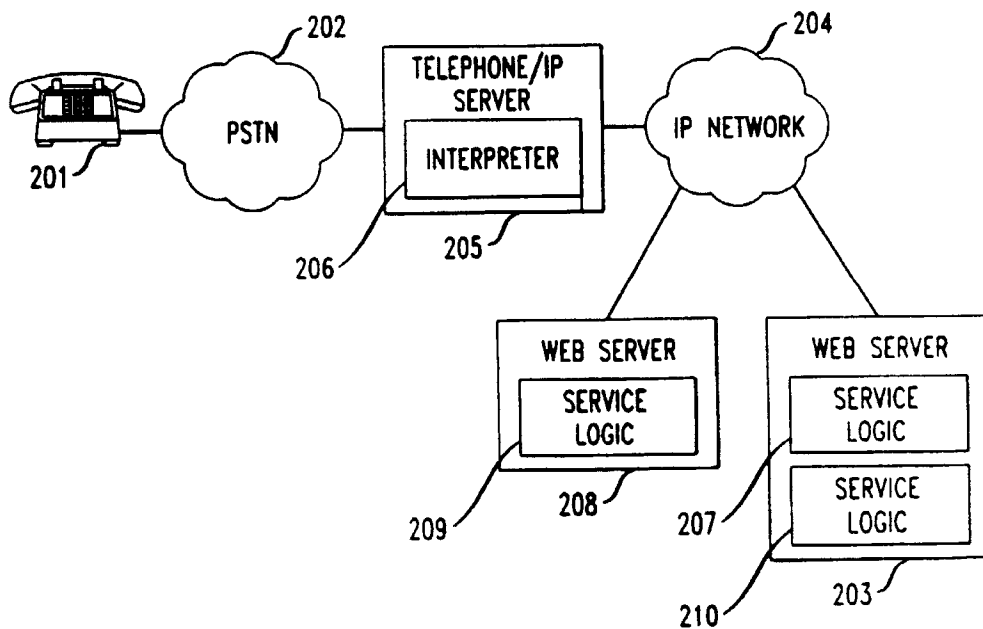 202
204
TELEPHONE/IP
SERVER
PSTN
INTERPRETER
IP NETWORK
201
206
205
WEB SERVER
SERVICE
LOGIC
209
208
WEB SERVER
SERVICE
LOGIC
207
SERVICE
LOGIC
210
203